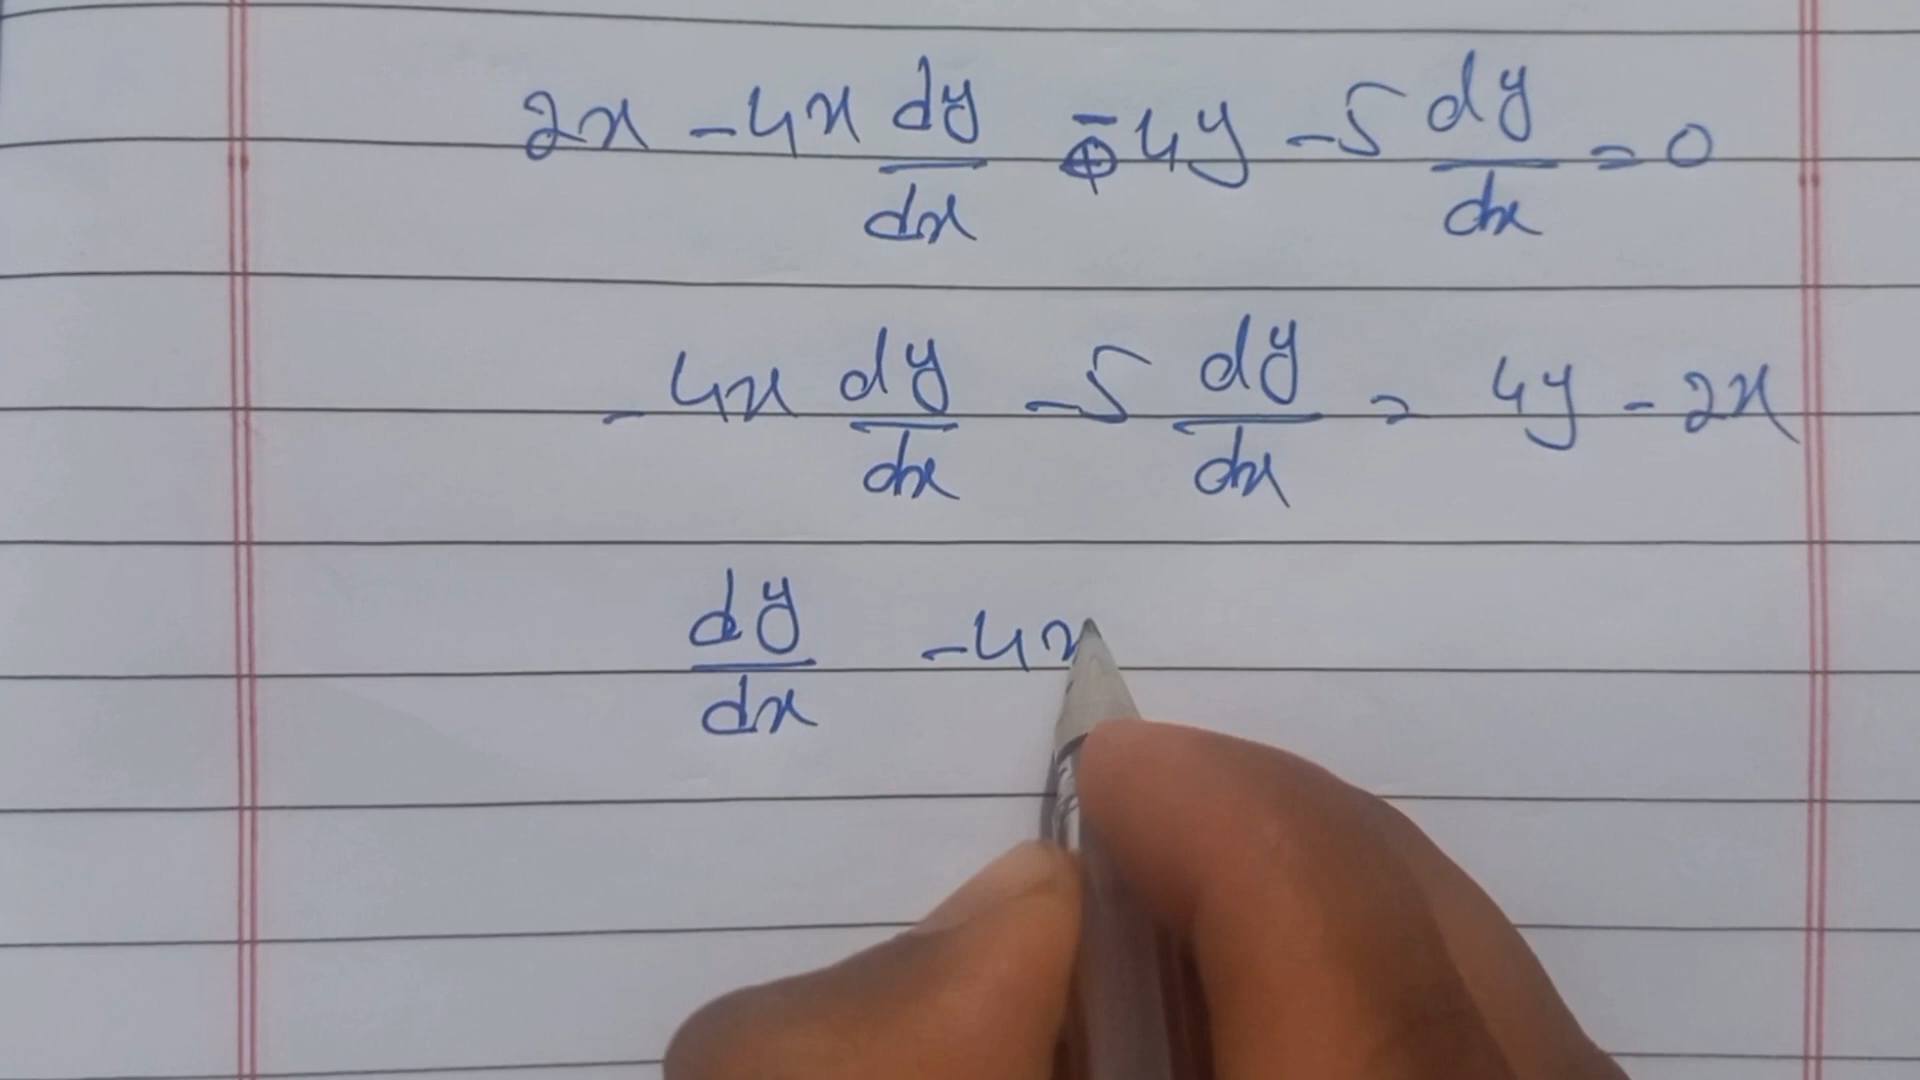 2x - 4x dy/dx - 4y - 5 dy/dx = 0
- 4x dy/dx - 5 dy/dx = 4y - 2x
dy/dx - 4x